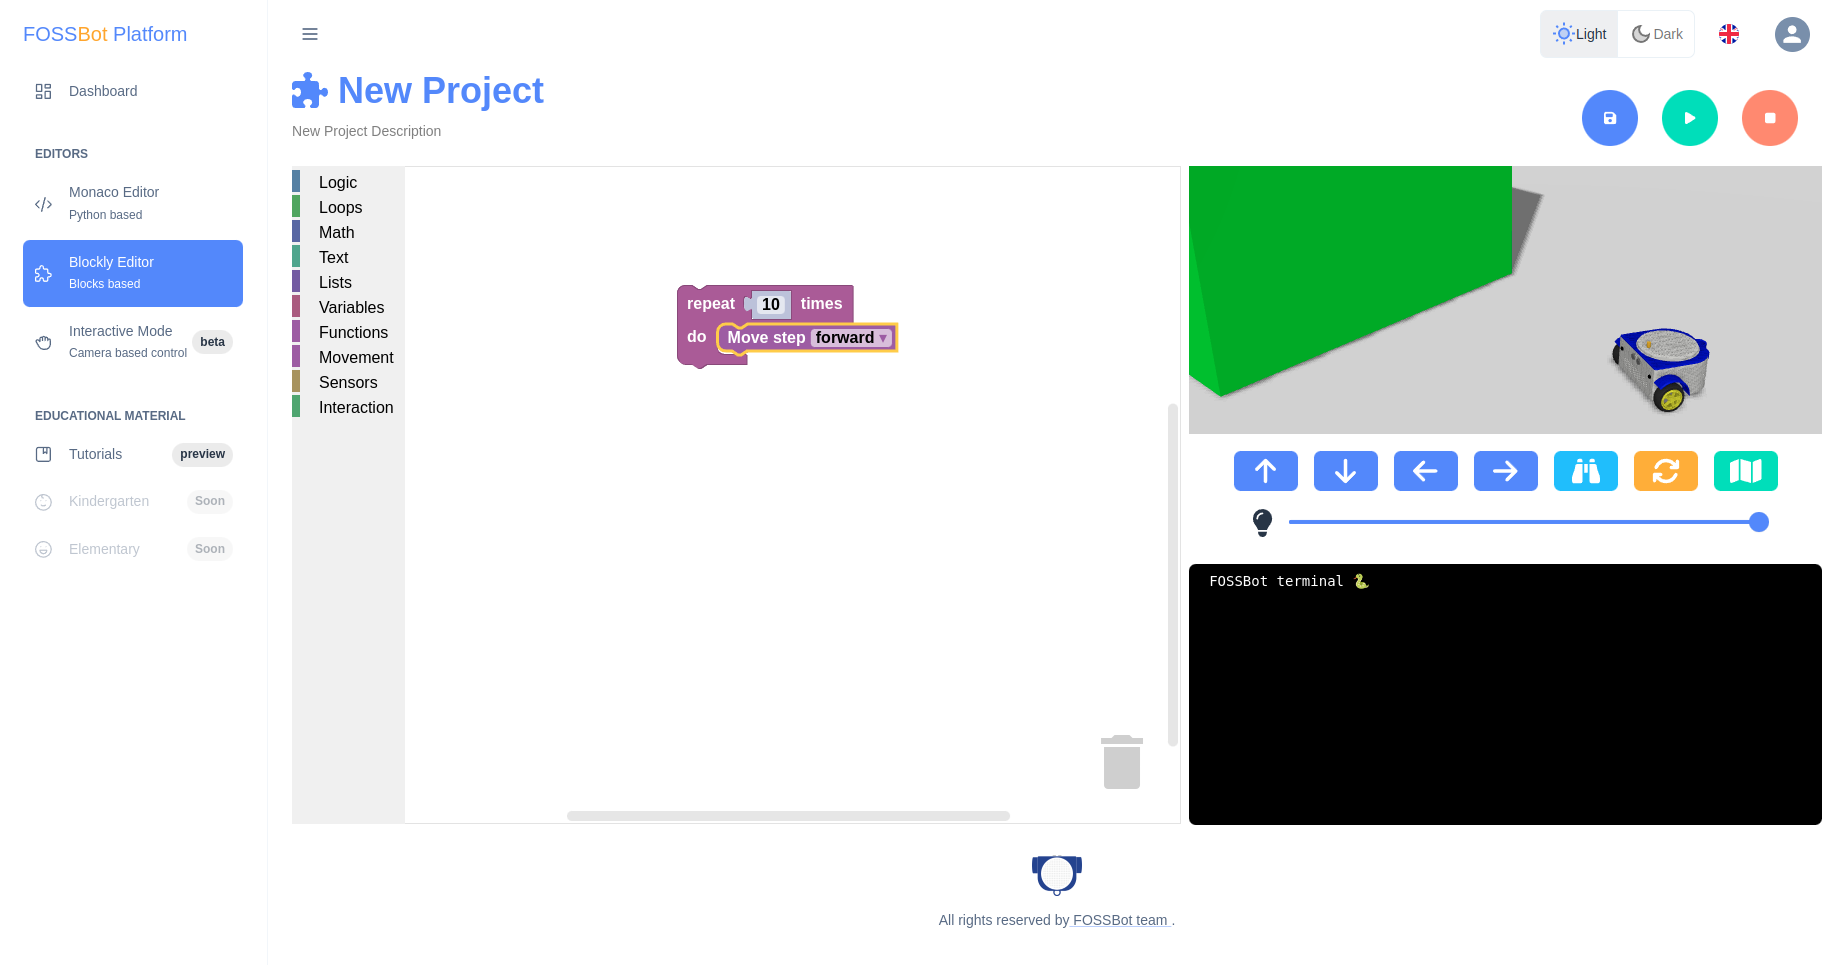 FOSSBot Platform
Light
Dark
Dashboard
New Project
New Project Description
EDITORS
Monaco Editor
Python based
Blockly Editor
Blocks based
Interactive Mode
Camera based control
beta
EDUCATIONAL MATERIAL
Tutorials
preview
Kindergarten
Soon
Elementary
Soon
Logic
Loops
Math
Text
Lists
Variables
Functions
Movement
Sensors
Interaction
repeat 10 times
do Move step forward ▾
FOSSBot terminal 🐍
All rights reserved by FOSSBot team .